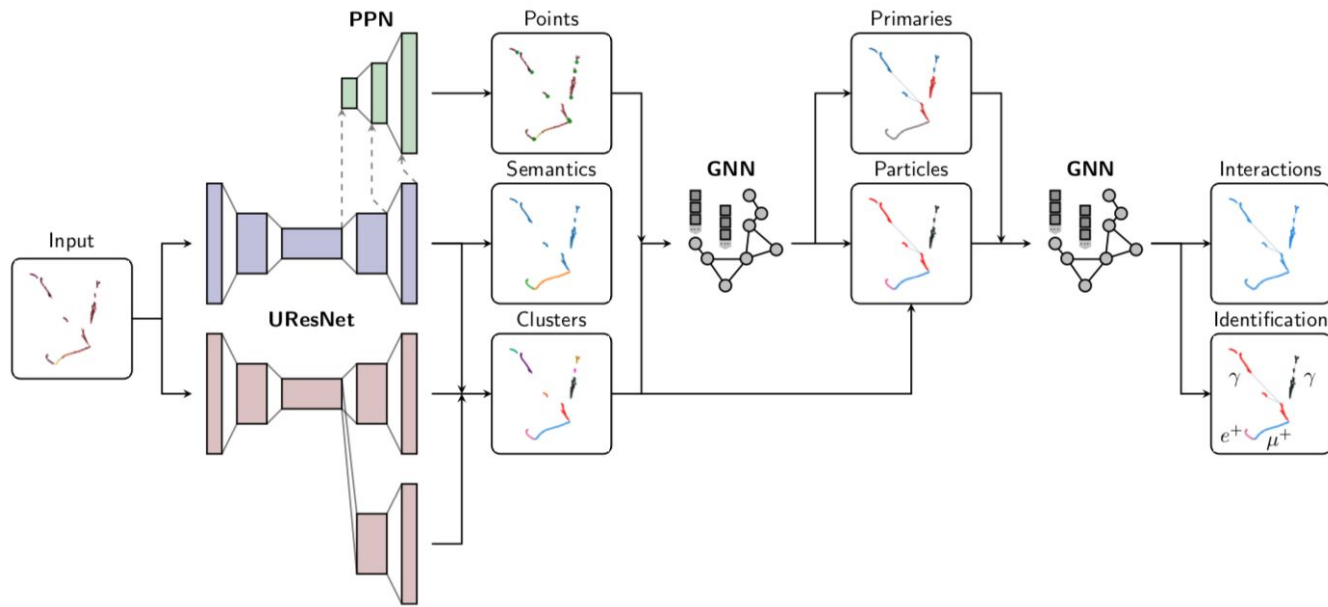 PPN
Points
Primaries
Semantics
GNN
Particles
GNN
Interactions
Input
UResNet
Clusters
Identification
γ
γ
e+
μ+